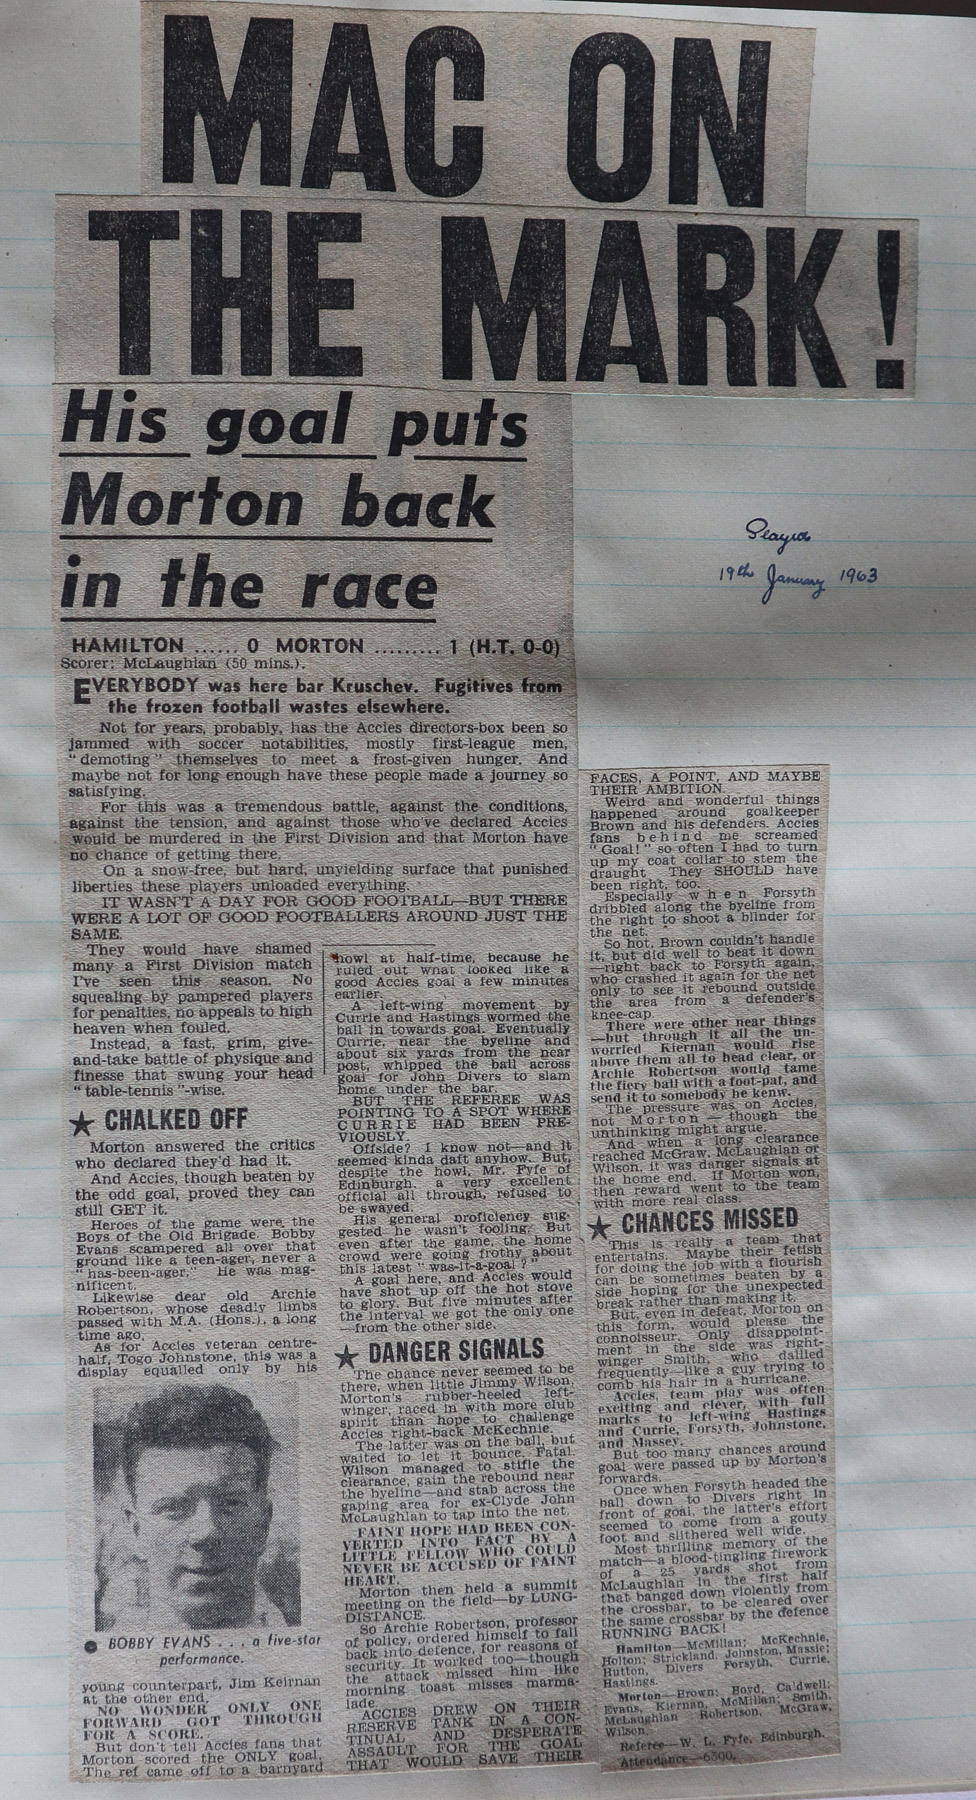 MAC ON
THE MARK!
His goal puts
Morton back
in the race
HAMILTON ...... 0 MORTON ......... 1 (H.T. 0-0)
Scorer: McLaughlan (50 mins.).
EVERYBODY was here bar Kruschev. Fugitives from
the frozen football wastes elsewhere.
Not for years, probably, has the Accies directors-box been so
jammed with soccer notabilities, mostly first-league men,
"demoting" themselves to meet a frost-given hunger. And
maybe not for long enough have these people made a journey so
satisfying.
For this was a tremendous battle, against the conditions,
against the tension, and against those who've declared Accies
would be murdered in the First Division and that Morton have
no chance of getting there.
On a snow-free, but hard, unyielding surface that punished
liberties these players unloaded everything.
IT WASN'T A DAY FOR GOOD FOOTBALL—BUT THERE
WERE A LOT OF GOOD FOOTBALLERS AROUND JUST THE
SAME.
They would have shamed
many a First Division match
I've seen this season. No
squealing by pampered players
for penalties, no appeals to high
heaven when fouled.
Instead, a fast, grim, give-
and-take battle of physique and
finesse that swung your head
"table-tennis"-wise.
★ CHALKED OFF
Morton answered the critics
who declared they'd had it.
And Accies, though beaten by
the odd goal, proved they can
still GET it.
Heroes of the game were the
Boys of the Old Brigade. Bobby
Evans scampered all over that
ground like a teen-ager, never a
"has-been-ager." He was mag-
nificent.
Likewise dear old Archie
Robertson, whose deadly limbs
passed with M.A. (Hons.), a long
time ago.
As for Accies veteran centre-
half, Togo Johnstone, this was a
display equalled only by his
● BOBBY EVANS . . . a five-star
performance.
young counterpart, Jim Keirnan
at the other end.
NO WONDER ONLY ONE
FORWARD GOT THROUGH
FOR A SCORE.
But don't tell Accies fans that
Morton scored the ONLY goal.
The ref came off to a barnyard
howl at half-time, because he
ruled out what looked like a
good Accies goal a few minutes
earlier.
A left-wing movement by
Currie and Hastings wormed the
ball in towards goal. Eventually
Currie, near the byeline and
about six yards from the near
post, whipped the ball across
goal for John Divers to slam
home under the bar.
BUT THE REFEREE WAS
POINTING TO A SPOT WHERE
CURRIE HAD BEEN PRE-
VIOUSLY.
Offside? I know not—and it
seemed kinda daft anyhow. But,
despite the howl, Mr. Fyfe of
Edinburgh, a very excellent
official all through, refused to
be swayed.
His general proficiency sug-
gested he wasn't fooling. But
even after the game, the home
crowd were going frothy about
this latest "was-it-a-goal?"
A goal here, and Accies would
have shot up off the hot stove
to glory. But five minutes after
the interval we got the only one
—from the other side.
★ DANGER SIGNALS
The chance never seemed to be
there, when little Jimmy Wilson,
Morton's rubber-heeled left-
winger, raced in with more club
spirit than hope to challenge
Accies right-back McKechnie.
The latter was on the ball, but
waited to let it bounce. Fatal.
Wilson managed to stifle the
clearance, gain the rebound near
the byeline—and stab across the
gaping area for ex-Clyde John
McLaughlan to tap into the net.
FAINT HOPE HAD BEEN CON-
VERTED INTO FACT BY A
LITTLE FELLOW WHO COULD
NEVER BE ACCUSED OF FAINT
HEART.
Morton then held a summit
meeting on the field—by LUNG-
DISTANCE.
So Archie Robertson, professor
of policy, ordered himself to fall
back into defence, for reasons of
security. It worked too—though
the attack missed him like
morning toast misses marma-
lade.
ACCIES DREW ON THEIR
RESERVE TANK IN A CON-
TINUAL AND DESPERATE
ASSAULT FOR THE GOAL
THAT WOULD SAVE THEIR
19th January 1963
FACES, A POINT, AND MAYBE
THEIR AMBITION.
Weird and wonderful things
happened around goalkeeper
Brown and his defenders. Accies
fans behind me screamed
"Goal!" so often I had to turn
up my coat collar to stem the
draught. They SHOULD have
been right, too.
Especially when Forsyth
dribbled along the byeline from
the right to shoot a blinder for
the net.
So hot, Brown couldn't handle
it, but did well to beat it down
—right back to Forsyth again,
who crashed it again for the net
only to see it rebound outside
the area from a defender's
knee-cap.
There were other near things
—but through it all the un-
worried Kiernan would rise
above them all to head clear, or
Archie Robertson would tame
the fiery ball with a foot-pat, and
send it to somebody he kenw.
The pressure was on Accies,
not Morton — though the
unthinking might argue.
And when a long clearance
reached McGraw, McLaughlan or
Wilson, it was danger signals at
the home end. If Morton won,
then reward went to the team
with more real class.
★ CHANCES MISSED
This is really a team that
entertains. Maybe their fetish
for doing the job with a flourish
can be sometimes beaten by a
side hoping for the unexpected
break rather than making it.
But, even in defeat, Morton on
this form, would please the
connoisseur. Only disappoint-
ment in the side was right-
winger Smith, who dallied
frequently—like a guy trying to
comb his hair in a hurricane.
Accies, team play was often
exciting and clever, with full
marks to left-wing Hastings
and Currie, Forsyth, Johnstone,
and Massey.
But too many chances around
goal were passed up by Morton's
forwards.
Once when Forsyth headed the
ball down to Divers right in
front of goal, the latter's effort
seemed to come from a gouty
foot and slithered well wide.
Most thrilling memory of the
match—a blood-tingling firework
of a 25 yards shot from
McLaughlan in the first half
that banged down violently from
the crossbar, to be cleared over
the same crossbar by the defence
RUNNING BACK!
Hamilton—McMillan; McKechnie,
Holton; Strickland, Johnston, Massie;
Hutton, Divers Forsyth, Currie,
Hastings.
Morton—Brown; Boyd, Caldwell;
Evans, Kiernan, McMillan; Smith,
McLaughlan Robertson, McGraw,
Wilson.
Referee—W. L. Fyfe, Edinburgh.
Attendance—6500.